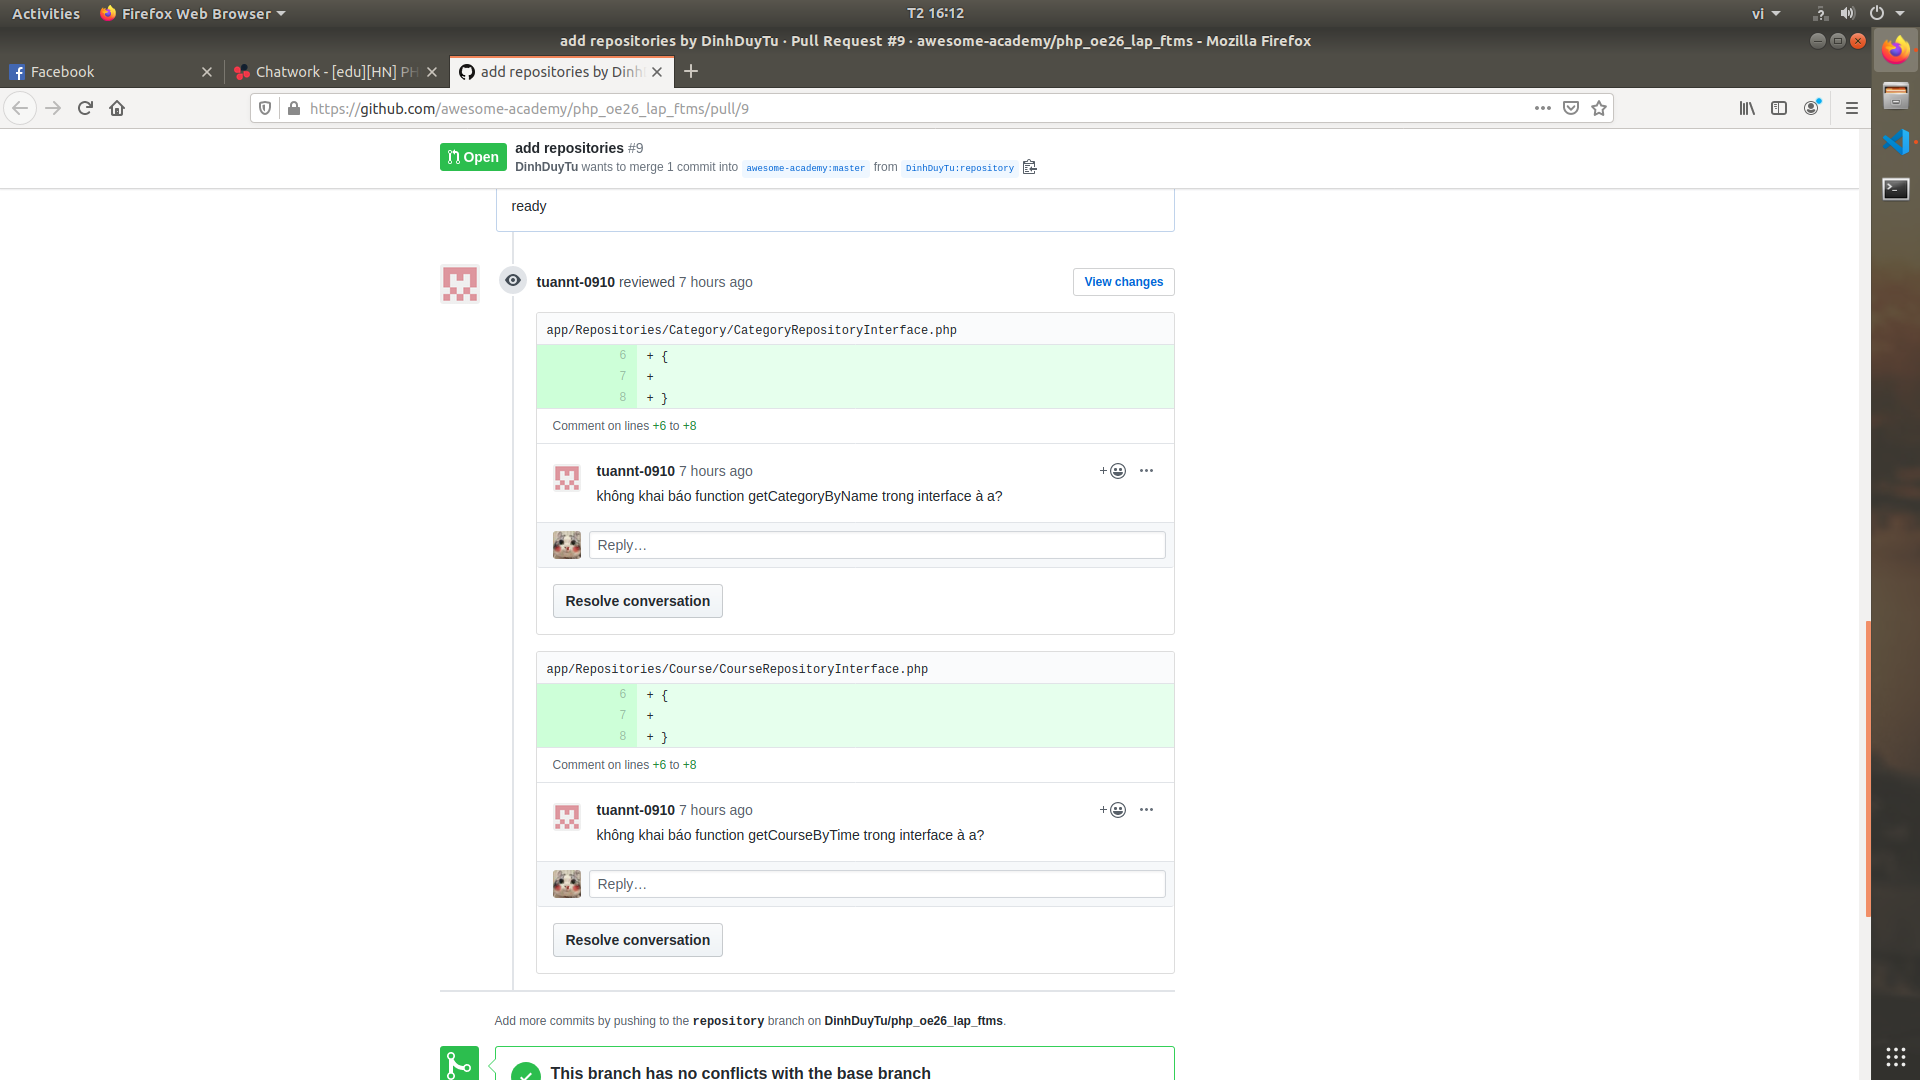 Activities
Firefox Web Browser
T2 16:12
vi
add repositories by DinhDuyTu · Pull Request #9 · awesome-academy/php_oe26_lap_ftms - Mozilla Firefox
Facebook
Chatwork - [edu][HN] PH
add repositories by Dinh
https://github.com/awesome-academy/php_oe26_lap_ftms/pull/9
Open
add repositories #9
DinhDuyTu wants to merge 1 commit into awesome-academy:master from DinhDuyTu:repository
ready
tuannt-0910 reviewed 7 hours ago
View changes
app/Repositories/Category/CategoryRepositoryInterface.php
6 + {
7 +
8 + }
Comment on lines +6 to +8
tuannt-0910 7 hours ago
không khai báo function getCategoryByName trong interface à a?
Reply…
Resolve conversation
app/Repositories/Course/CourseRepositoryInterface.php
6 + {
7 +
8 + }
Comment on lines +6 to +8
tuannt-0910 7 hours ago
không khai báo function getCourseByTime trong interface à a?
Reply…
Resolve conversation
Add more commits by pushing to the repository branch on DinhDuyTu/php_oe26_lap_ftms.
This branch has no conflicts with the base branch